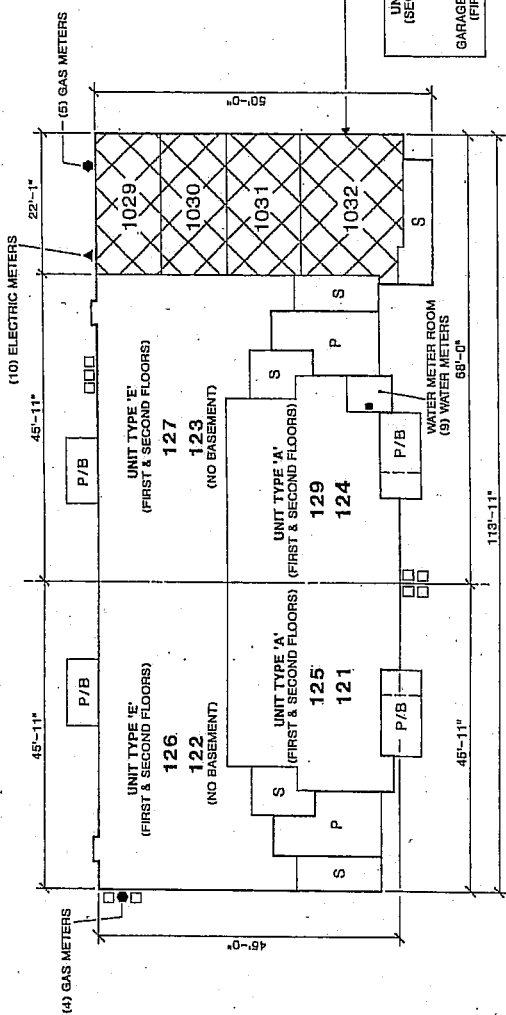 (10) ELECTRIC METERS
(5) GAS METERS
(4) GAS METERS
45'-11"
45'-11"
22'-1"
P/B
P/B
UNIT TYPE 'E'
(FIRST & SECOND FLOORS)
126
122
(NO BASEMENT)
UNIT TYPE 'E'
(FIRST & SECOND FLOORS)
127
123
(NO BASEMENT)
1029
1030
1031
1032
50'-0"
45'-0"
UNIT TYPE 'A'
(FIRST & SECOND FLOORS)
125
121
UNIT TYPE 'A'
(FIRST & SECOND FLOORS)
129
124
S
P
S
S
P
S
S
P/B
P/B
WATER METER ROOM
(9) WATER METERS
45'-11"
68'-0"
113'-11"
GARAGE